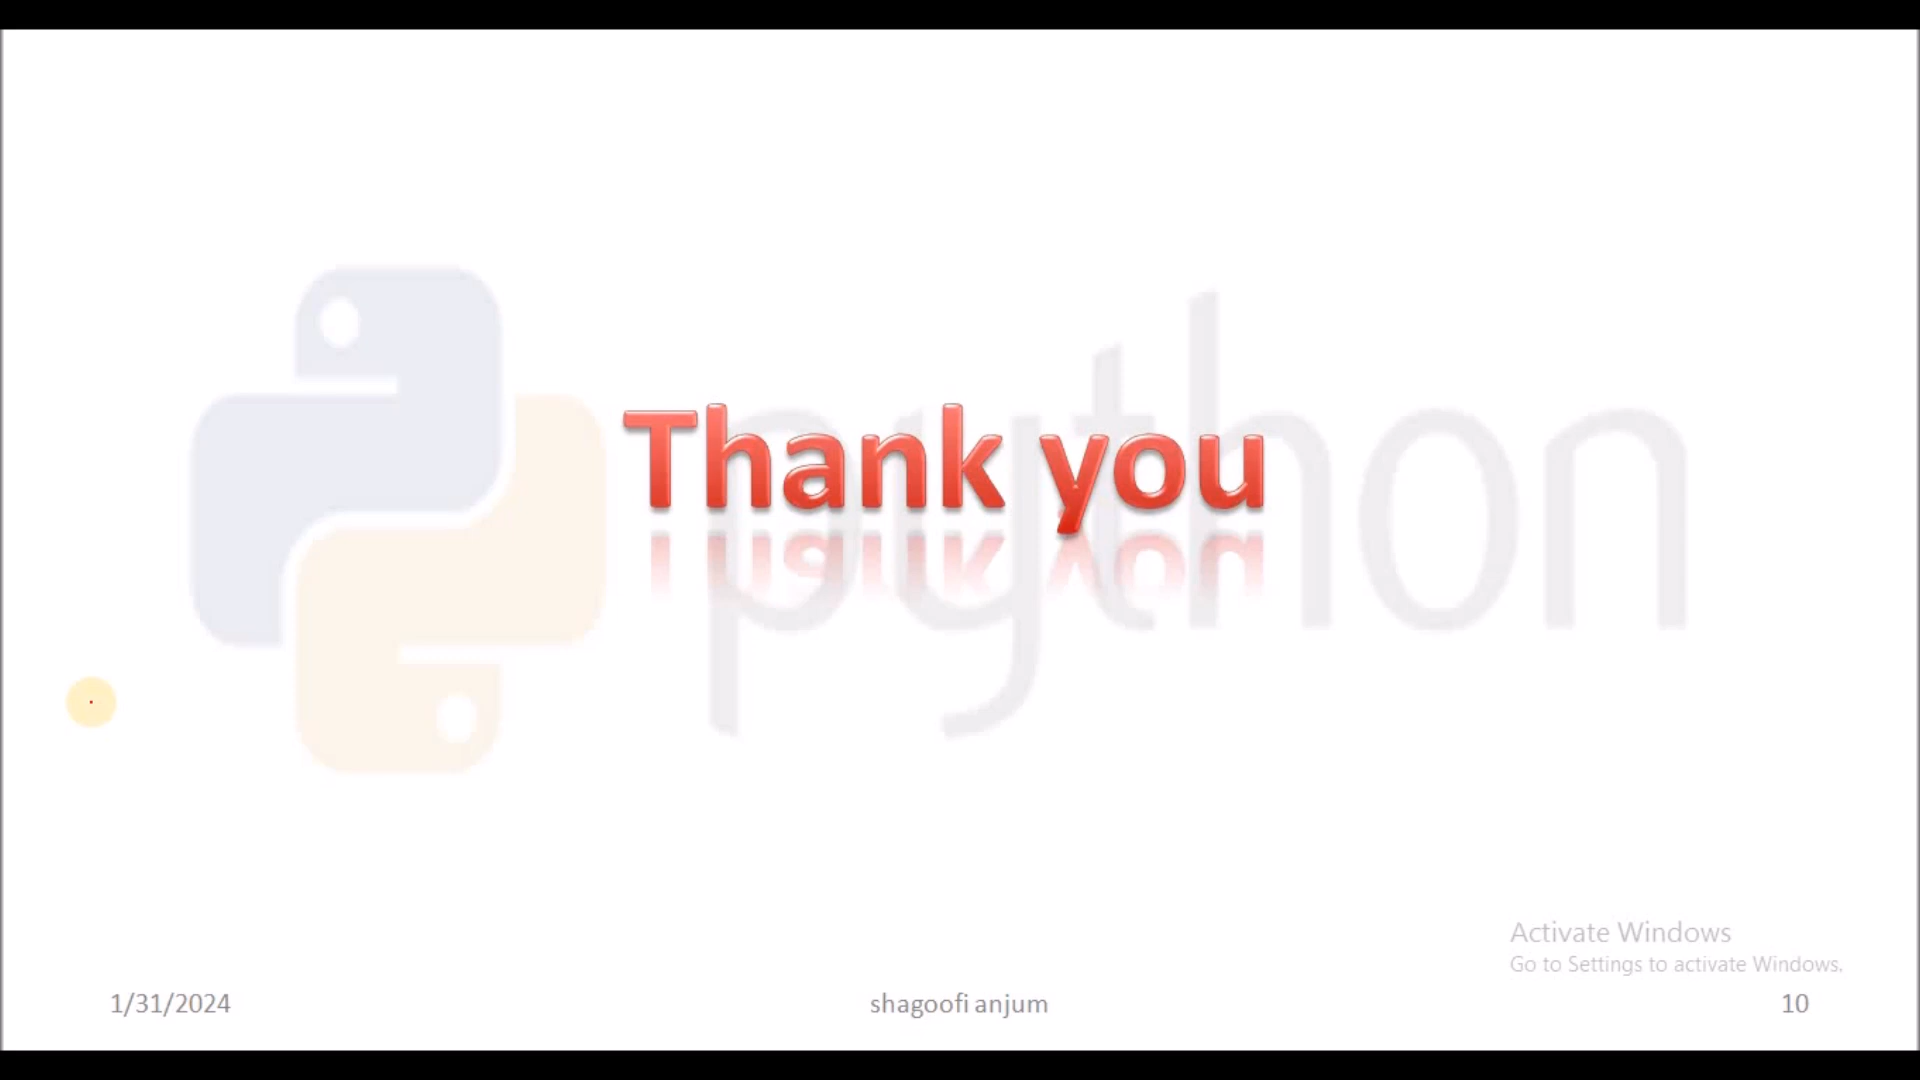 Thank you
python
Activate Windows
Go to Settings to activate Windows.
1/31/2024
shagoofi anjum
10